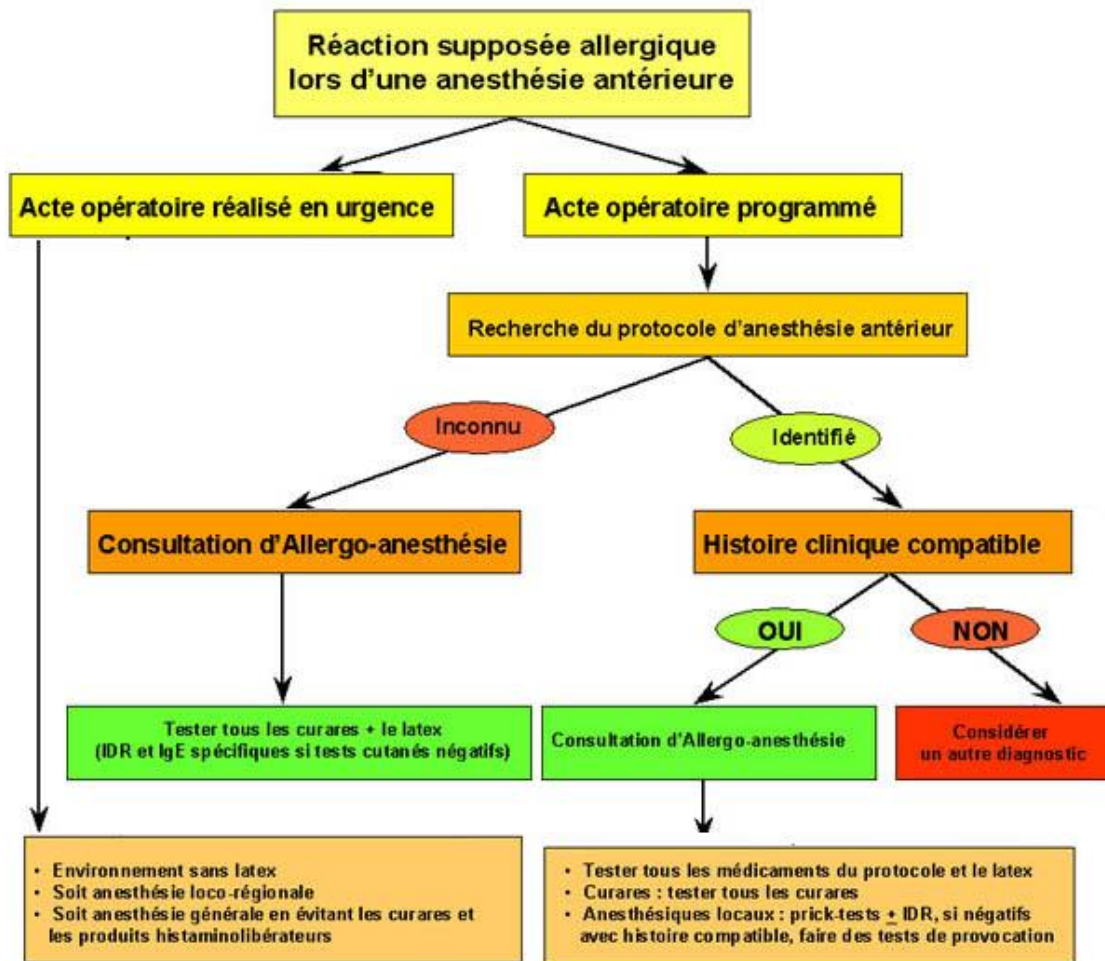 Réaction supposée allergique
lors d'une anesthésie antérieure
Acte opératoire réalisé en urgence
Acte opératoire programmé
Recherche du protocole d'anesthésie antérieur
Inconnu
Identifié
Consultation d'Allergo-anesthésie
Histoire clinique compatible
OUI
NON
Tester tous les curares + le latex
(IDR et IgE spécifiques si tests cutanés négatifs)
Consultation d'Allergo-anesthésie
Considérer
un autre diagnostic
• Environnement sans latex
• Soit anesthésie loco-régionale
• Soit anesthésie générale en évitant les curares et
les produits histaminolibérateurs
• Tester tous les médicaments du protocole et le latex
• Curares : tester tous les curares
• Anesthésiques locaux : prick-tests ± IDR, si négatifs
avec histoire compatible, faire des tests de provocation